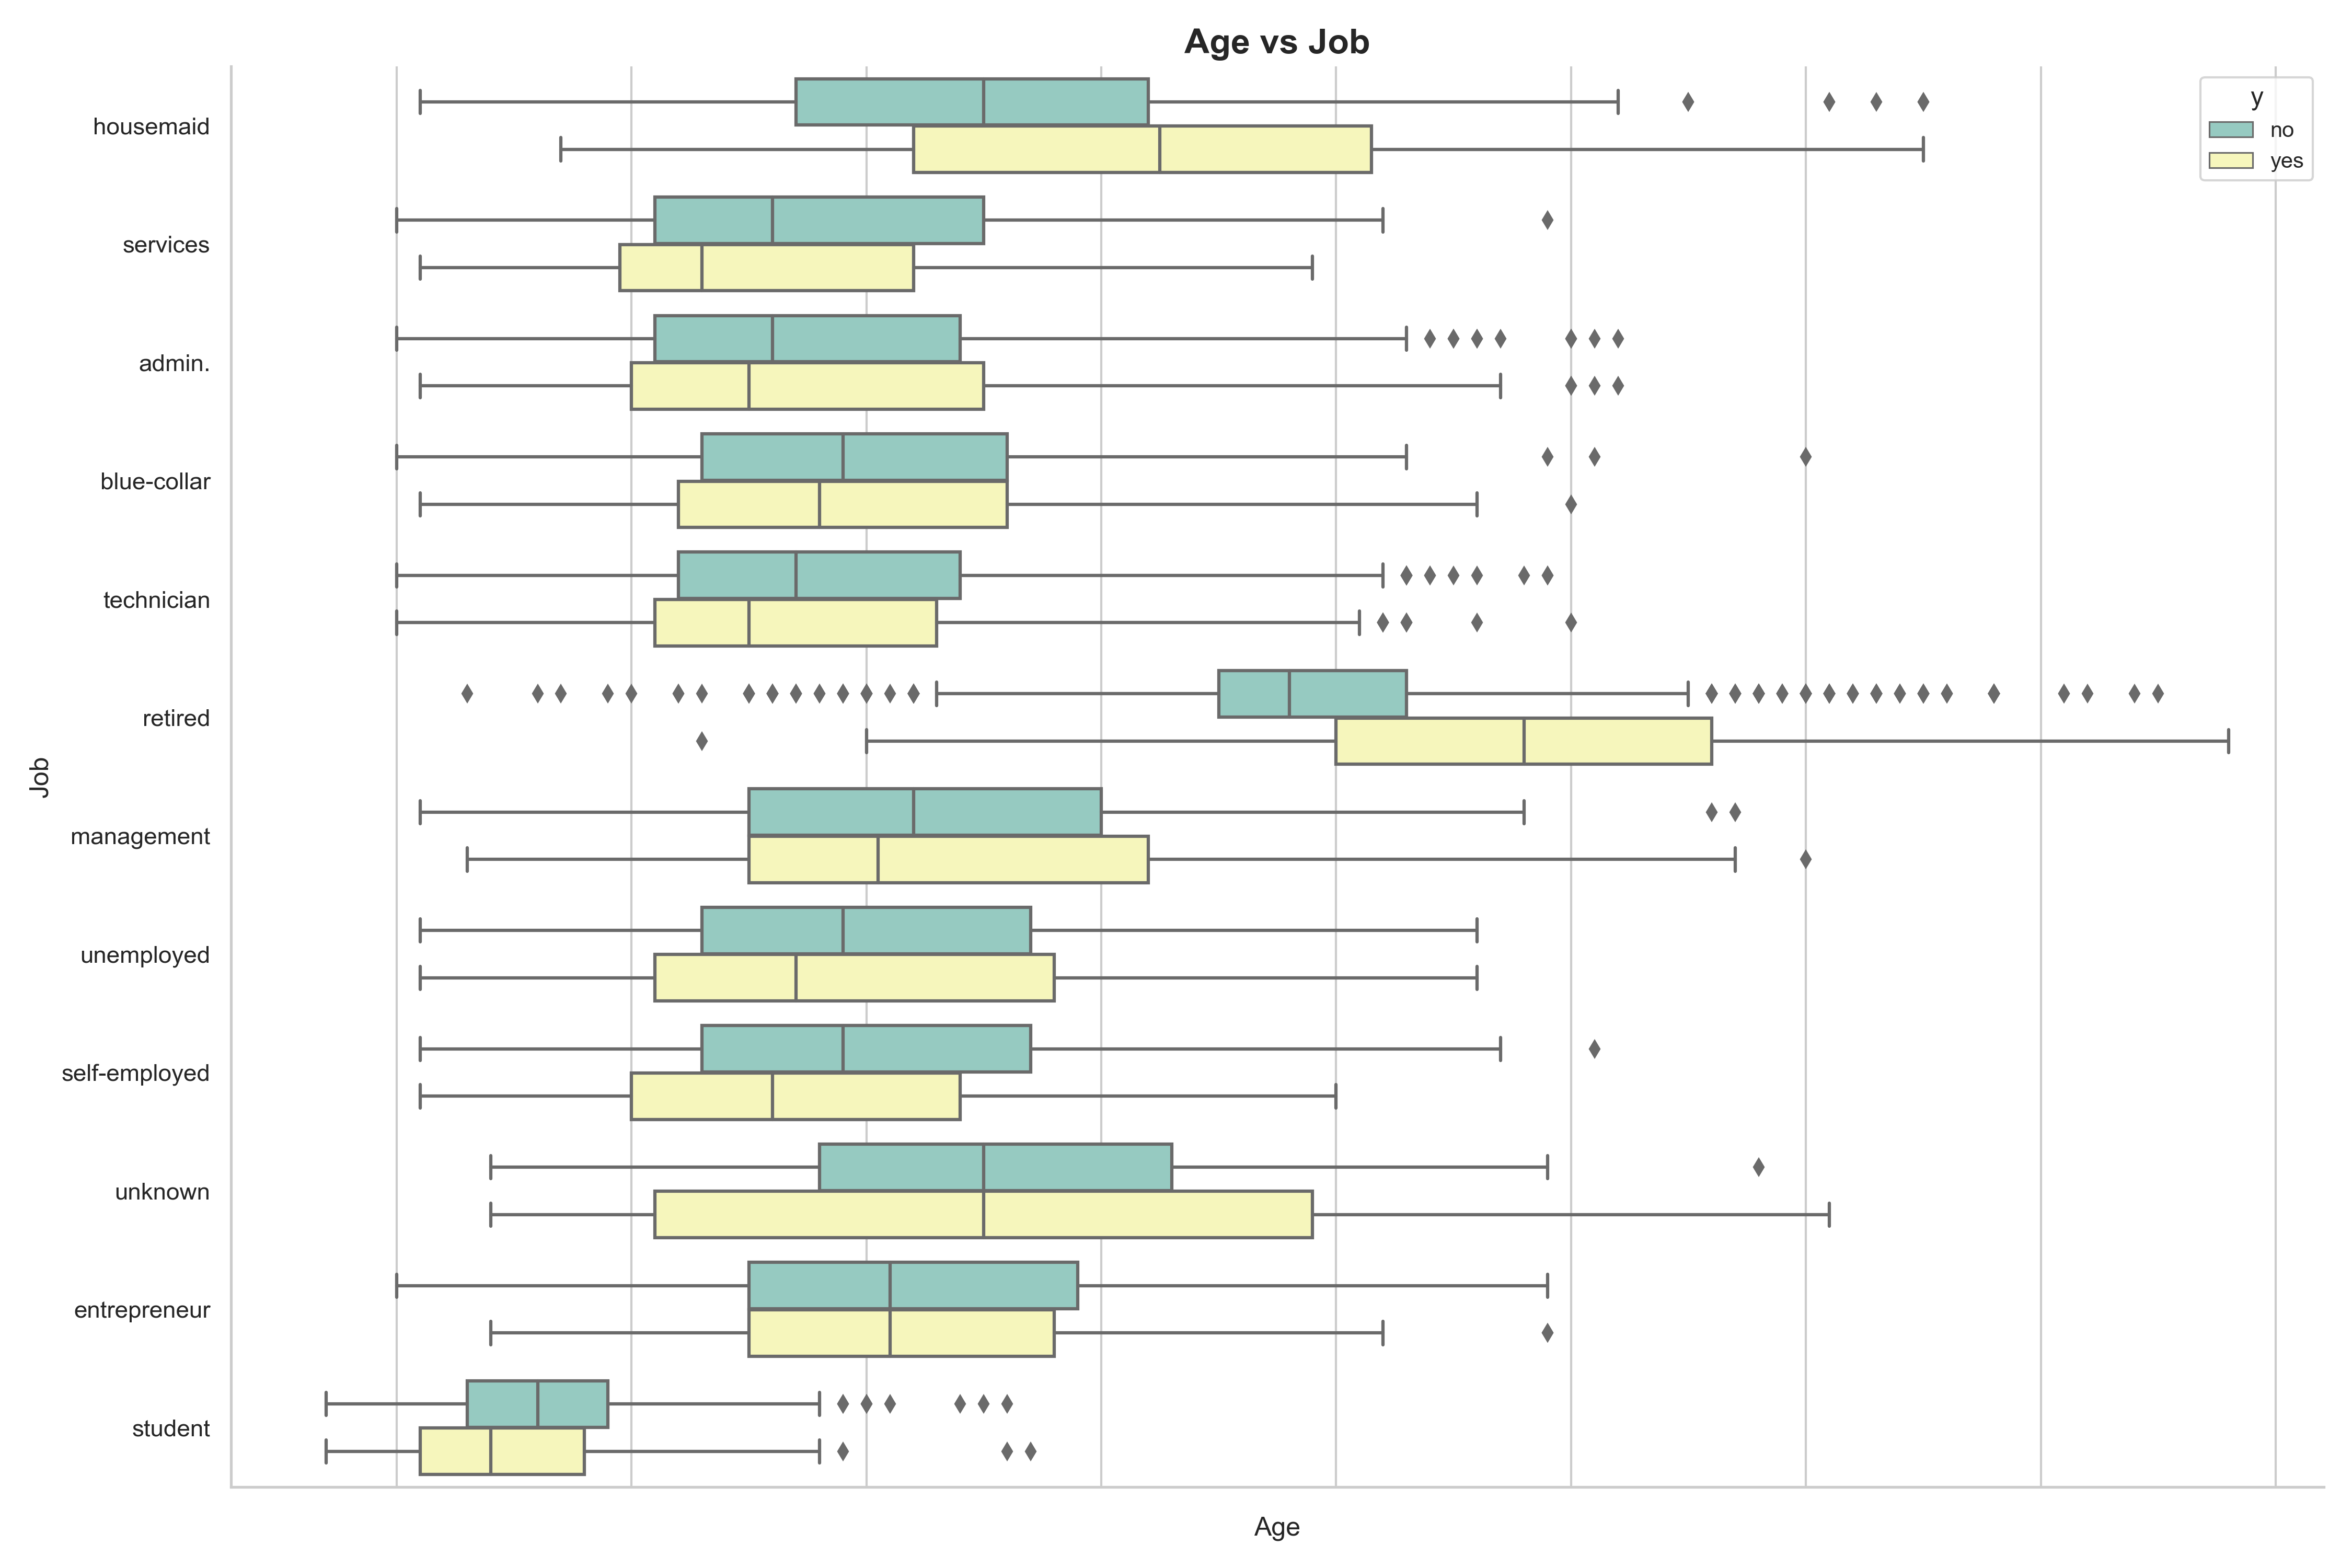 Age vs Job
y
no
yes
housemaid
services
admin.
blue-collar
technician
retired
management
unemployed
self-employed
unknown
entrepreneur
student
Job
Age